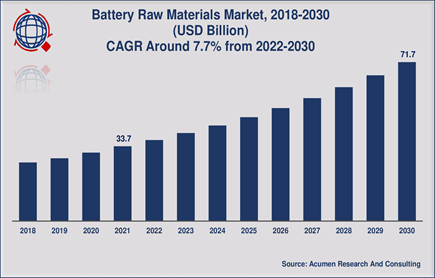 Battery Raw Materials Market, 2018-2030
(USD Billion)
CAGR Around 7.7% from 2022-2030
71.7
33.7
2018 2019 2020 2021 2022 2023 2024 2025 2026 2027 2028 2029 2030
Source: Acumen Research And Consulting